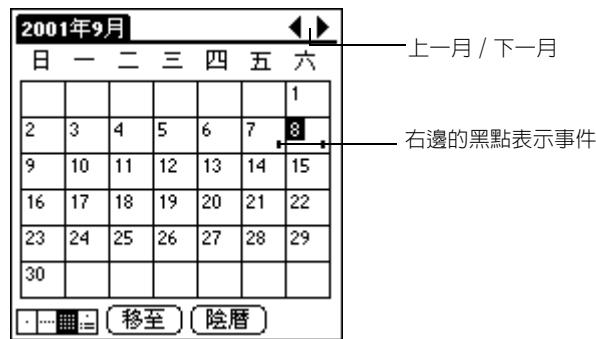 2001年9月
上一月 / 下一月
日 一 二 三 四 五 六
1
2 3 4 5 6 7 8
右邊的黑點表示事件
9 10 11 12 13 14 15
16 17 18 19 20 21 22
23 24 25 26 27 28 29
30
移至 陰曆